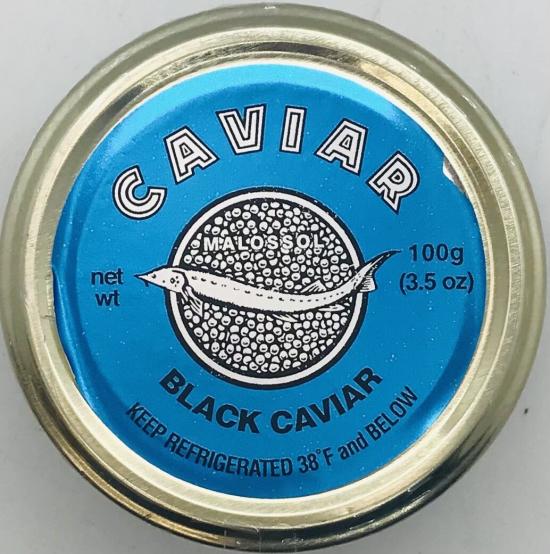 CAVIAR
MALOSSOL
net
wt
100g
(3.5 oz)
BLACK CAVIAR
KEEP REFRIGERATED 38°F and BELOW